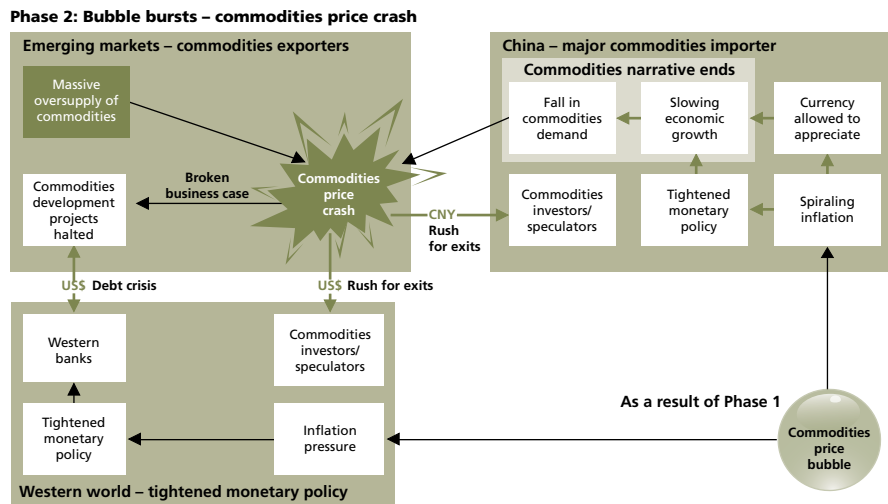 Phase 2: Bubble bursts – commodities price crash
Emerging markets – commodities exporters
Massive
oversupply of
commodities
Commodities
development
projects
halted
Broken
business case
Commodities
price
crash
CNY
Rush
for exits
US$ Debt crisis
US$ Rush for exits
China – major commodities importer
Commodities narrative ends
Fall in
commodities
demand
Slowing
economic
growth
Currency
allowed to
appreciate
Commodities
investors/
speculators
Tightened
monetary
policy
Spiraling
inflation
Western
banks
Commodities
investors/
speculators
Tightened
monetary
policy
Inflation
pressure
Western world – tightened monetary policy
As a result of Phase 1
Commodities
price
bubble